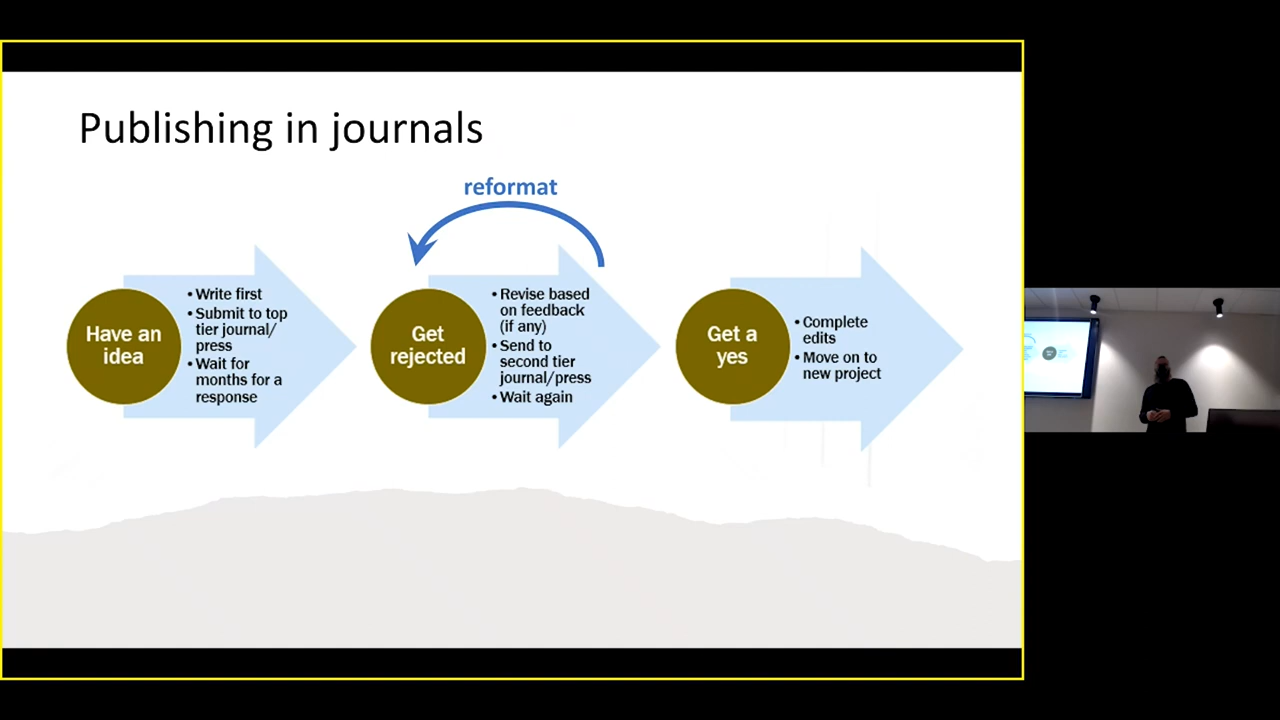 Publishing in journals
reformat
Have an
idea
• Write first
• Submit to top
tier journal/
press
• Wait for
months for a
response
Get
rejected
• Revise based
on feedback
(if any)
• Send to
second tier
journal/press
• Wait again
Get a
yes
• Complete
edits
• Move on to
new project